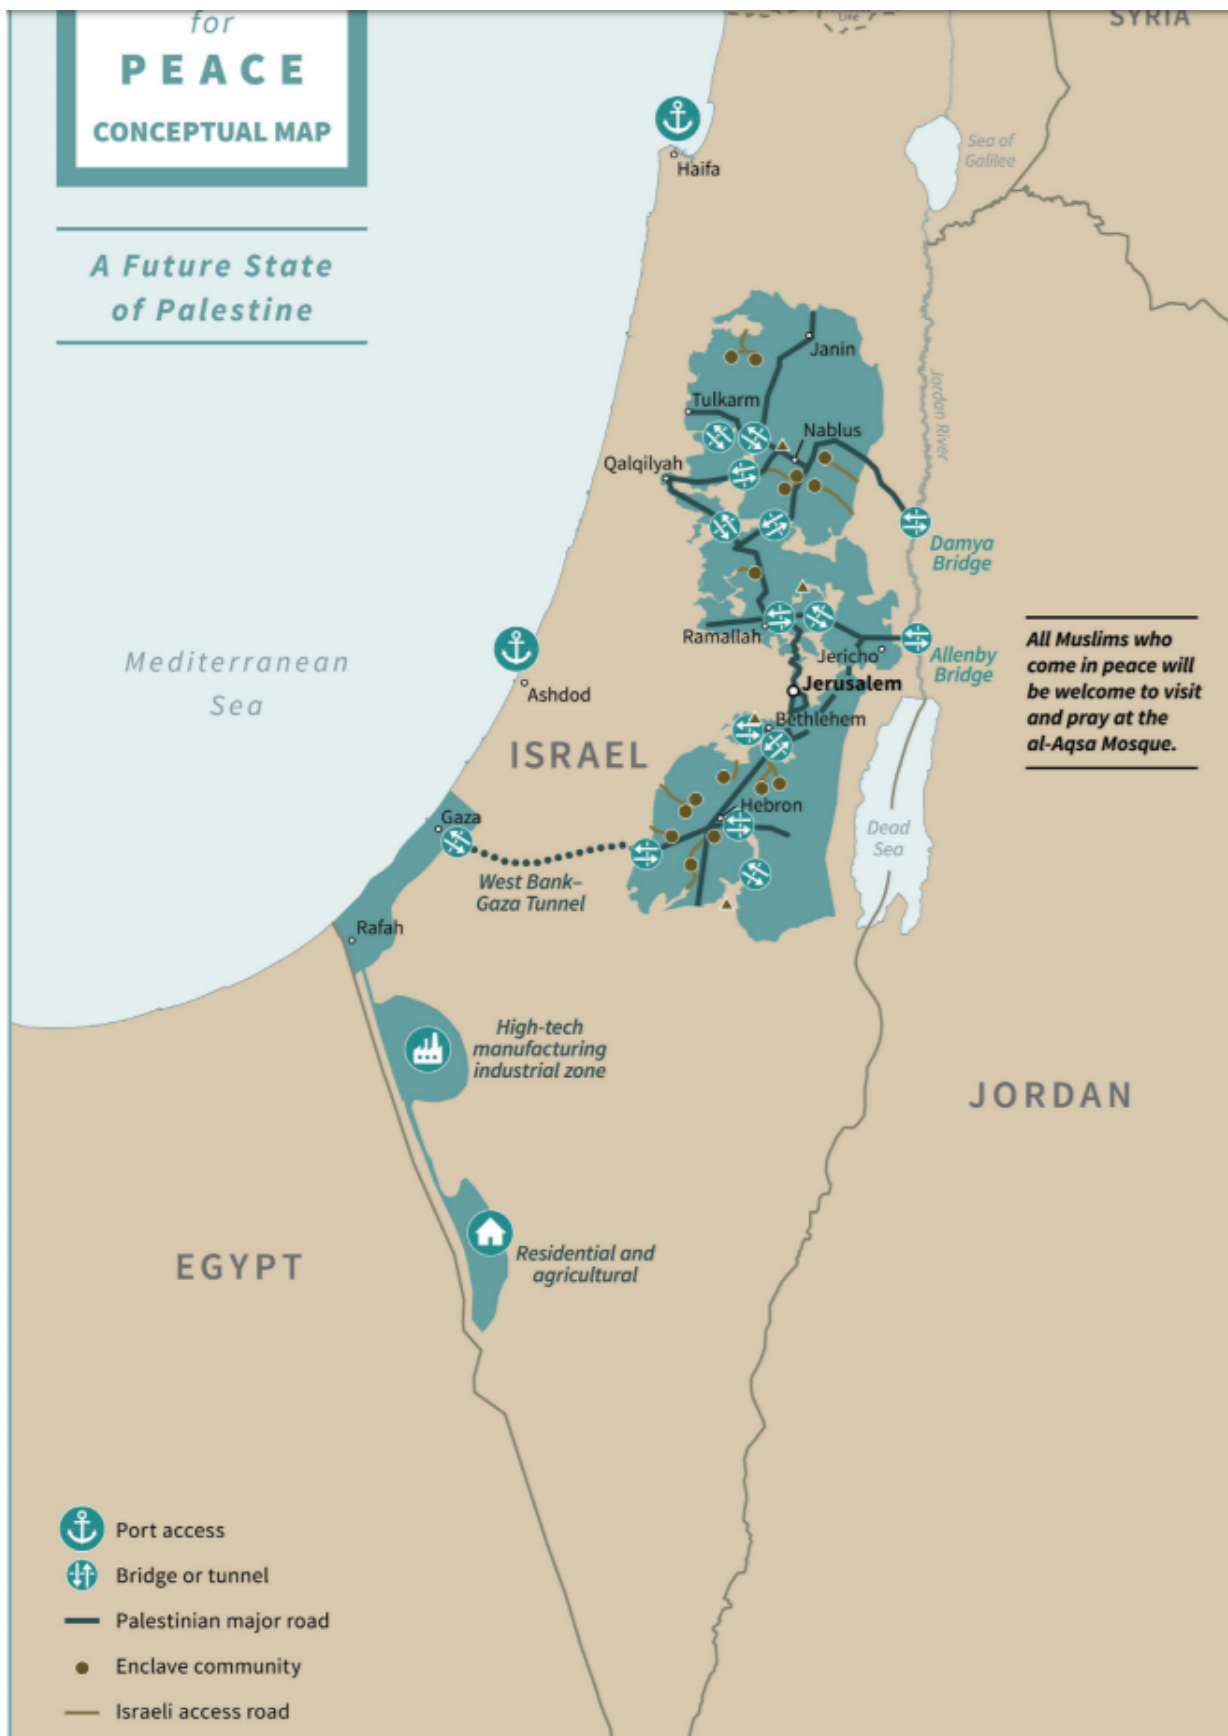 for
PEACE
CONCEPTUAL MAP
A Future State
of Palestine
Line
SYRIA
Haifa
Sea of
Galilee
Janin
Jordan River
Tulkarm
Nablus
Qalqilyah
Damya
Bridge
Ramallah
Jericho
Allenby
Bridge
All Muslims who
come in peace will
be welcome to visit
and pray at the
al-Aqsa Mosque.
Mediterranean
Sea
Ashdod
Jerusalem
Bethlehem
ISRAEL
Hebron
Gaza
Dead
Sea
West Bank–
Gaza Tunnel
Rafah
High-tech
manufacturing
industrial zone
JORDAN
EGYPT
Residential and
agricultural
Port access
Bridge or tunnel
Palestinian major road
Enclave community
Israeli access road